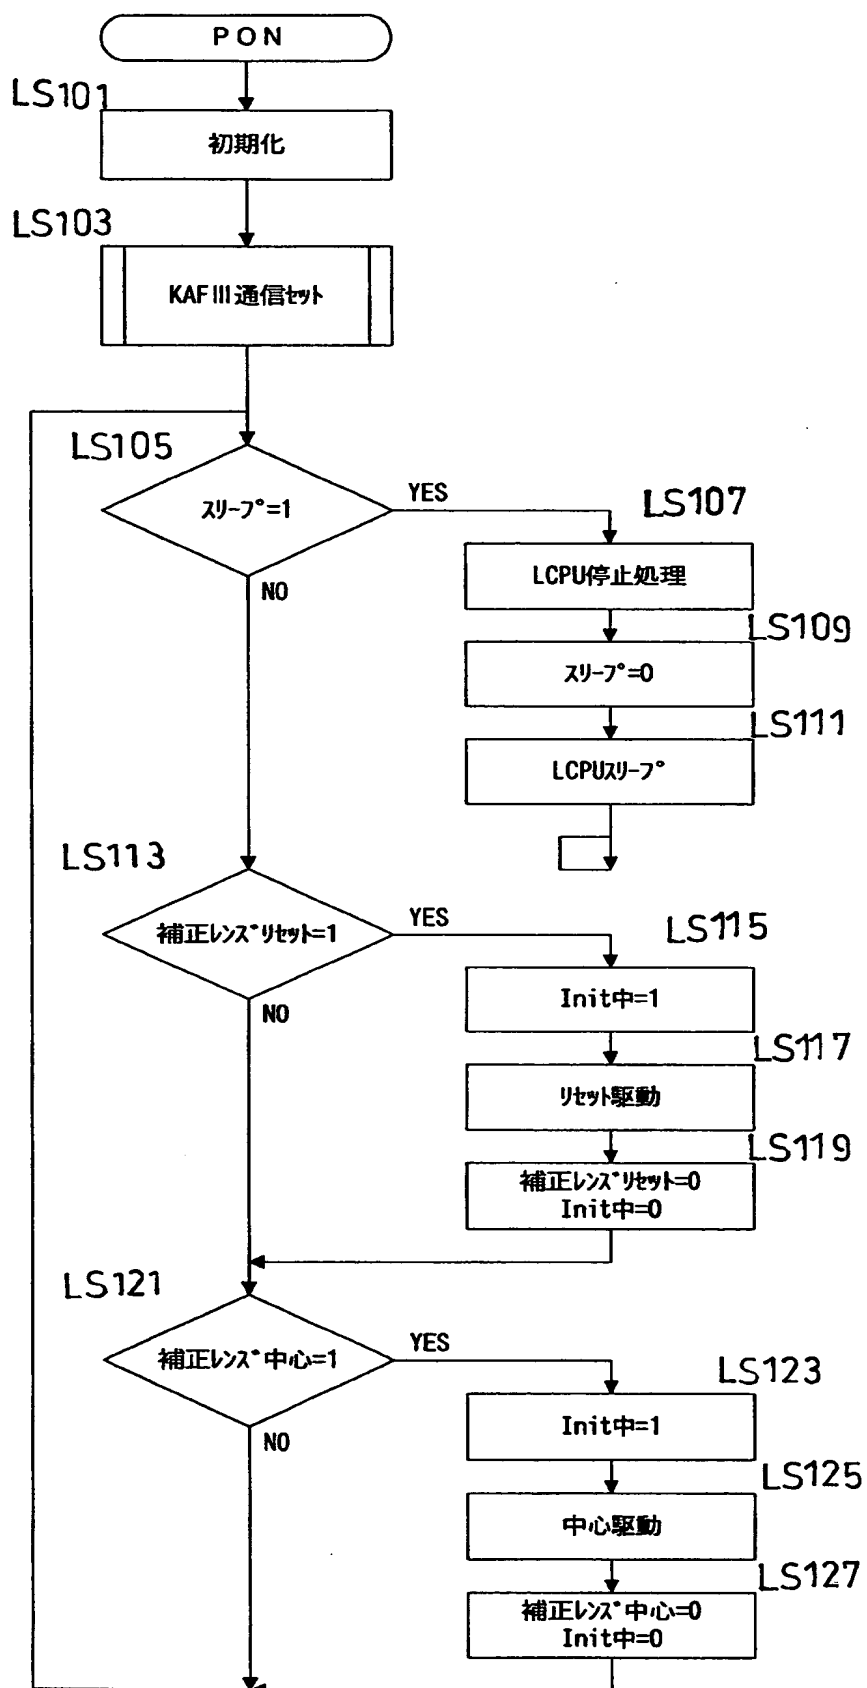 PON
LS101
初期化
LS103
KAFⅢ通信ｾｯﾄ
LS105
ｽﾘｰﾌﾟ=1
YES
NO
LS107
LCPU停止処理
LS109
ｽﾘｰﾌﾟ=0
LS111
LCPUｽﾘｰﾌﾟ
LS113
補正ﾚﾝｽﾞﾘｾｯﾄ=1
YES
NO
LS115
Init中=1
LS117
ﾘｾｯﾄ駆動
LS119
補正ﾚﾝｽﾞﾘｾｯﾄ=0
Init中=0
LS121
補正ﾚﾝｽﾞ中心=1
YES
NO
LS123
Init中=1
LS125
中心駆動
LS127
補正ﾚﾝｽﾞ中心=0
Init中=0